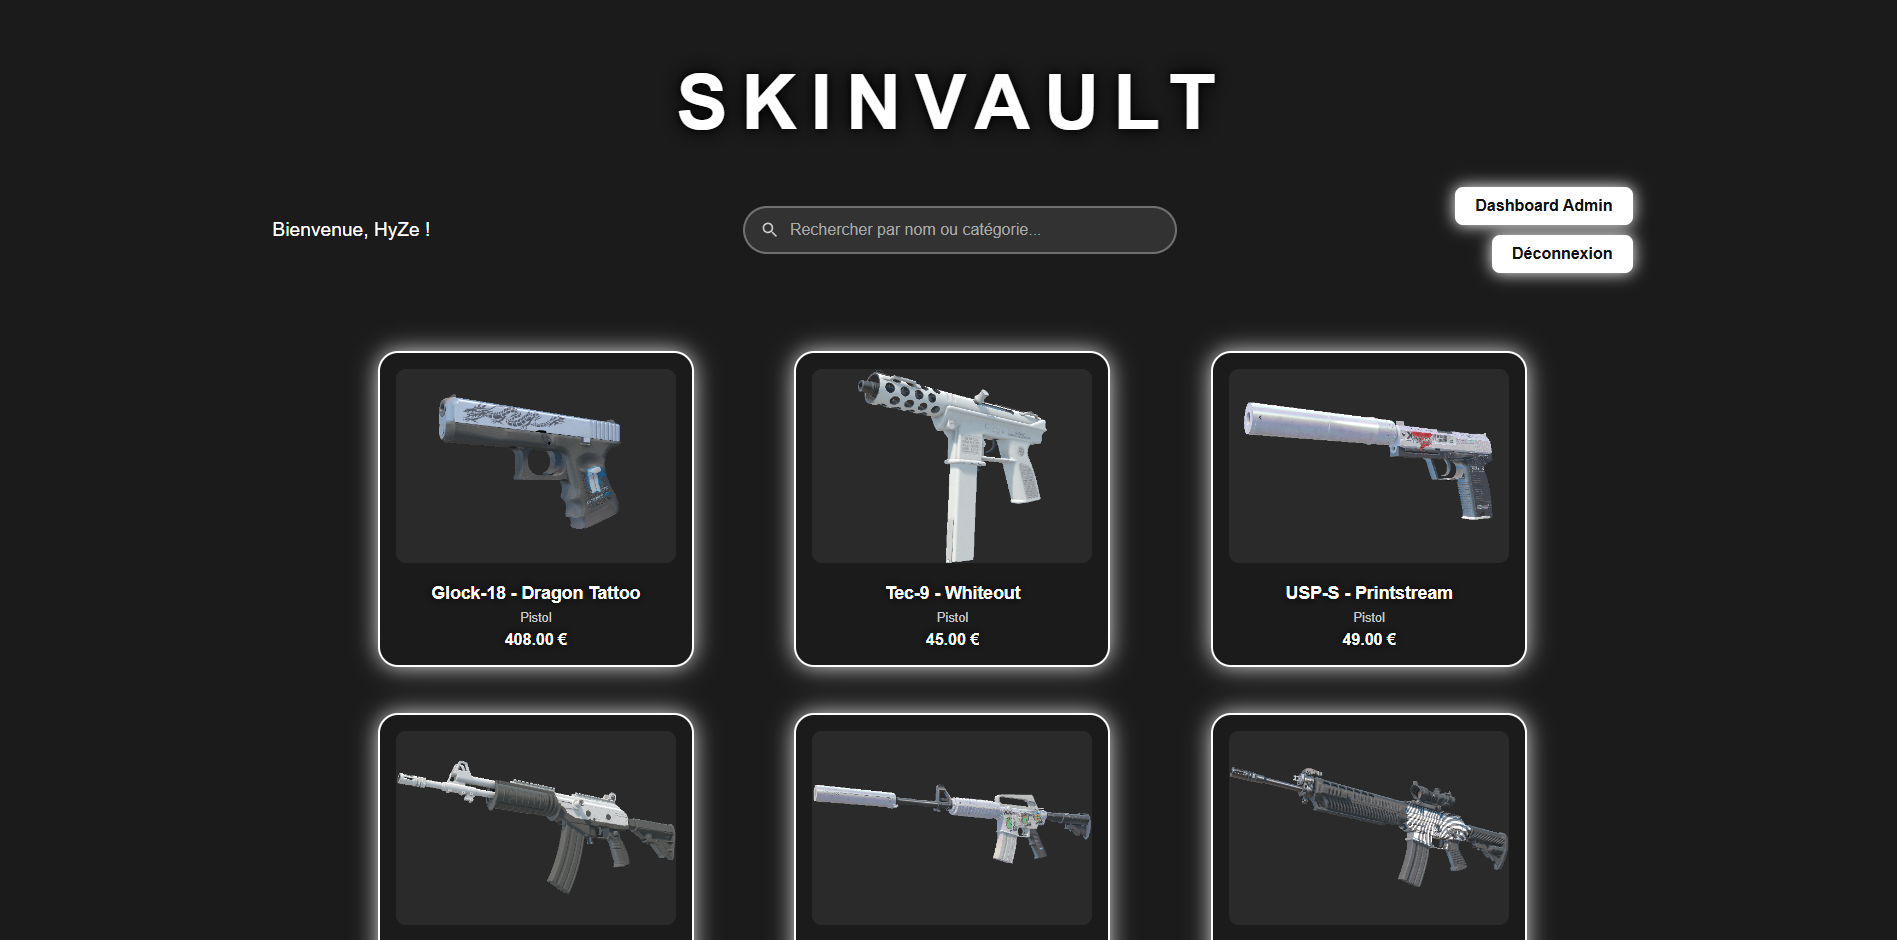 SKINVAULT
Bienvenue, HyZe !
Rechercher par nom ou catégorie...
Dashboard Admin
Déconnexion
Glock-18 - Dragon Tattoo
Pistol
408.00 €
Tec-9 - Whiteout
Pistol
45.00 €
USP-S - Printstream
Pistol
49.00 €